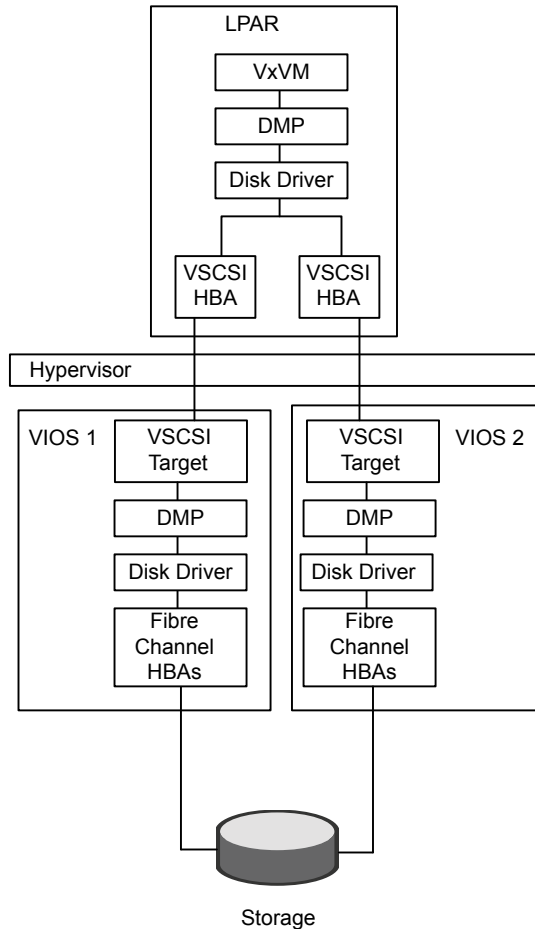 LPAR
VxVM
DMP
Disk Driver
VSCSI
HBA
VSCSI
HBA
Hypervisor
VIOS 1
VSCSI
Target
DMP
Disk Driver
Fibre
Channel
HBAs
VSCSI
Target
VIOS 2
DMP
Disk Driver
Fibre
Channel
HBAs
Storage